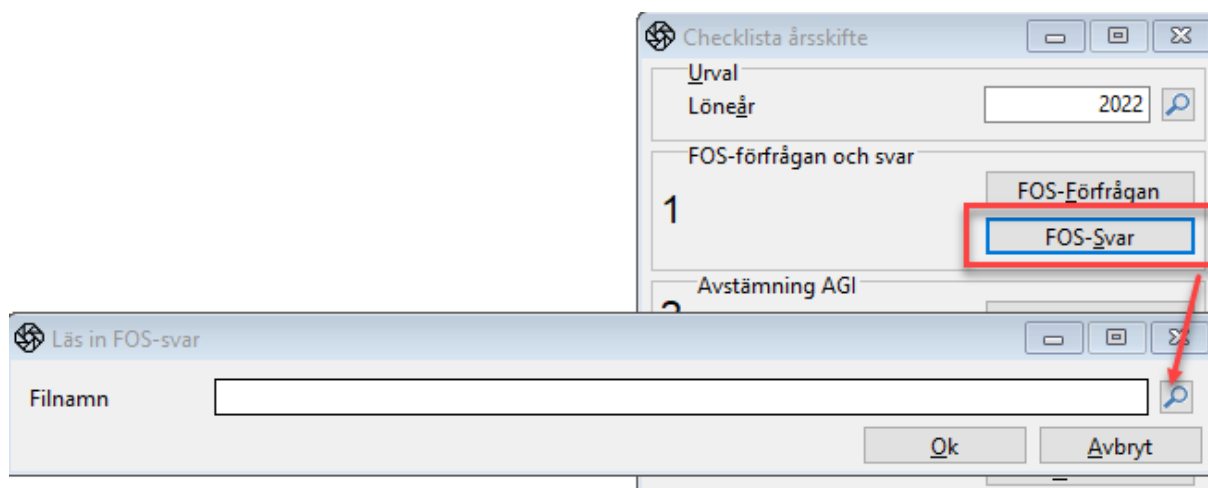 Checklista årsskifte
Urval
Löneår 2022
FOS-förfrågan och svar
1
FOS-Förfrågan
FOS-Svar
Avstämning AGI
Läs in FOS-svar
Filnamn
Ok Avbryt